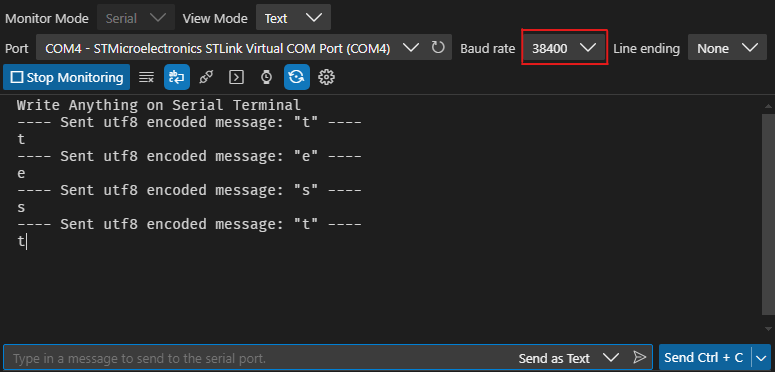 Monitor Mode Serial View Mode Text
Port COM4 - STMicroelectronics STLink Virtual COM Port (COM4) Baud rate 38400 Line ending None
Stop Monitoring
Write Anything on Serial Terminal
---- Sent utf8 encoded message: "t" ----
t
---- Sent utf8 encoded message: "e" ----
e
---- Sent utf8 encoded message: "s" ----
s
---- Sent utf8 encoded message: "t" ----
t
Type in a message to send to the serial port. Send as Text Send Ctrl + C